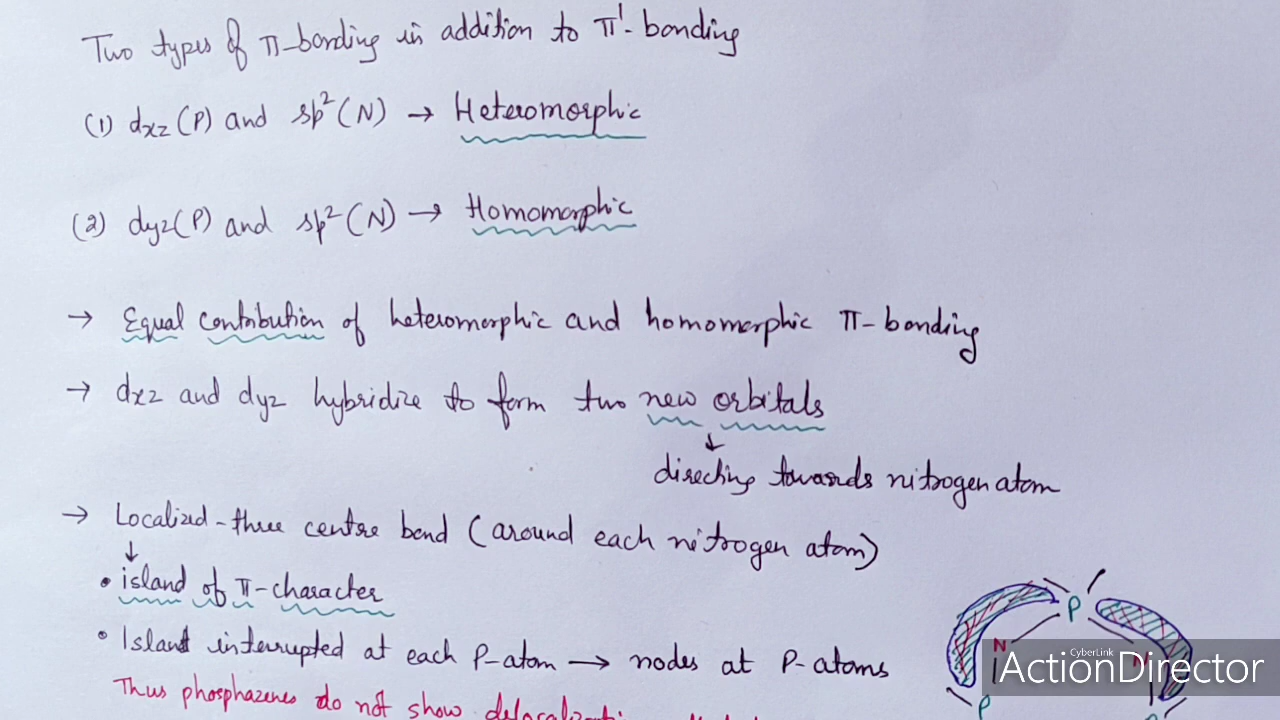 Two types of π-bonding in addition to π'-bonding
(1) dxz (P) and sp²(N) → Heteromorphic
(2) dyz(P) and sp²(N) → Homomorphic
→ Equal contribution of heteromorphic and homomorphic π-bonding
→ dxz and dyz hybridize to form two new orbitals
↓
directing towards nitrogen atom
→ Localized-three centre bond (around each nitrogen atom)
↓
• island of π-character
• Island interrupted at each P-atom → nodes at P-atoms
Thus phosphazenes do not show
P
N
N
P
CyberLink
ActionDirector